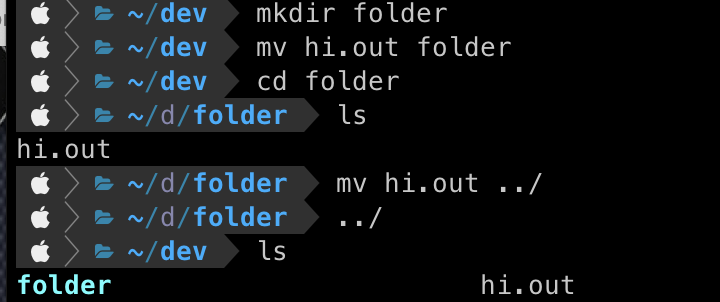 ~/dev mkdir folder
~/dev mv hi.out folder
~/dev cd folder
~/d/folder ls
hi.out
~/d/folder mv hi.out ../
~/d/folder ../
~/dev ls
folder hi.out